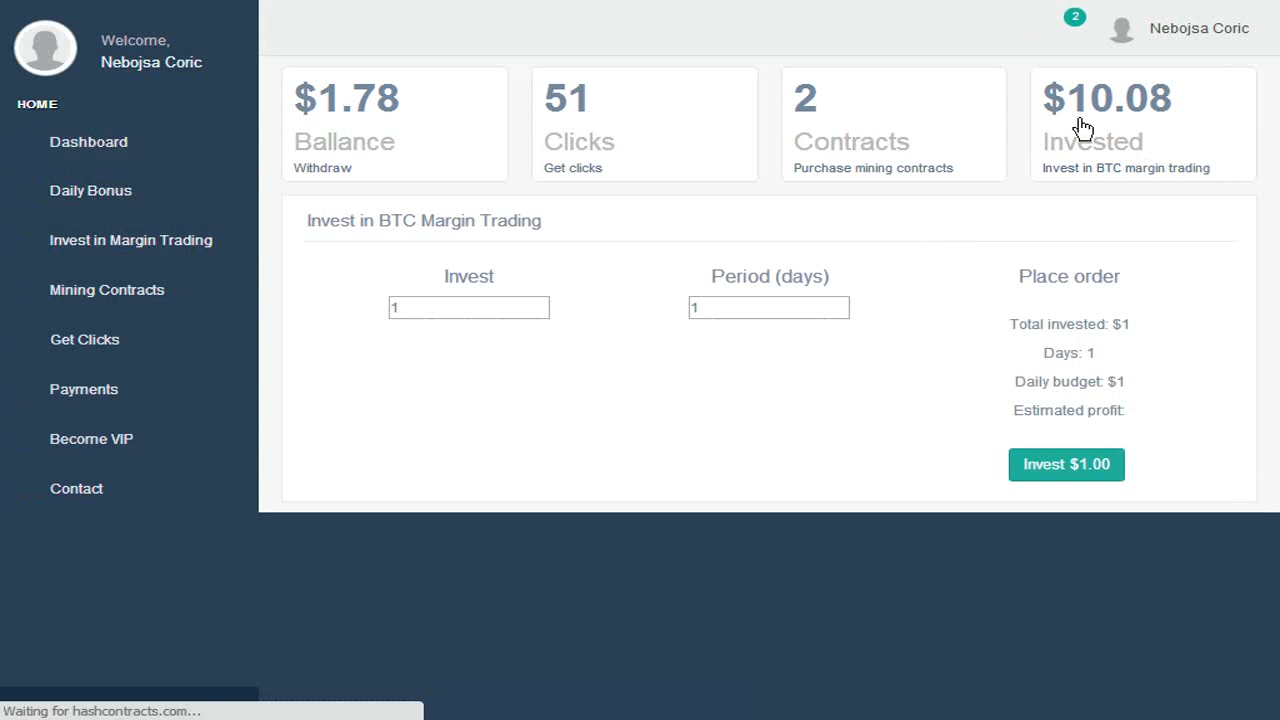 Welcome,
Nebojsa Coric
HOME
Dashboard
Daily Bonus
Invest in Margin Trading
Mining Contracts
Get Clicks
Payments
Become VIP
Contact
2
Nebojsa Coric
$1.78
Ballance
Withdraw
51
Clicks
Get clicks
2
Contracts
Purchase mining contracts
$10.08
Invested
Invest in BTC margin trading
Invest in BTC Margin Trading
Invest
1
Period (days)
1
Place order
Total invested: $1
Days: 1
Daily budget: $1
Estimated profit:
Invest $1.00
Waiting for hashcontracts.com...